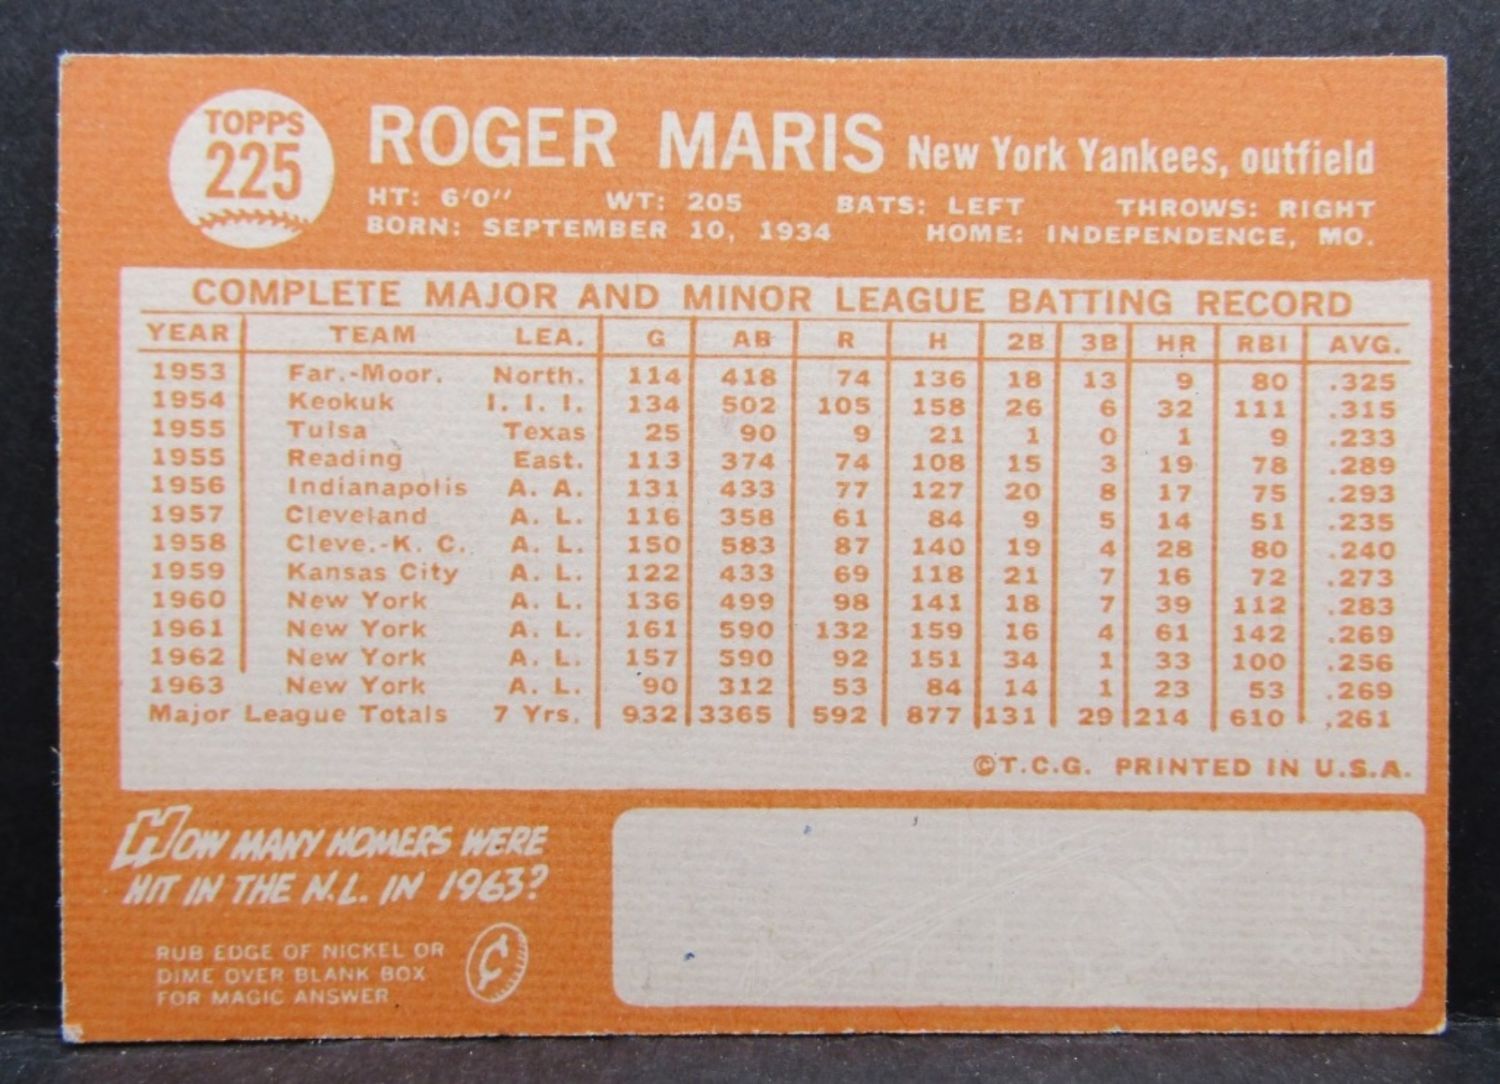 TOPPS
225
ROGER MARIS New York Yankees, outfield
HT: 6'0" WT: 205 BATS: LEFT THROWS: RIGHT
BORN: SEPTEMBER 10, 1934 HOME: INDEPENDENCE, MO.
COMPLETE MAJOR AND MINOR LEAGUE BATTING RECORD
YEAR TEAM LEA. G AB R H 2B 3B HR RBI AVG.
1953 Far.-Moor. North. 114 418 74 136 18 13 9 80 .325
1954 Keokuk I. I. I. 134 502 105 158 26 6 32 111 .315
1955 Tulsa Texas 25 90 9 21 1 0 1 9 .233
1955 Reading East. 113 374 74 108 15 3 19 78 .289
1956 Indianapolis A. A. 131 433 77 127 20 8 17 75 .293
1957 Cleveland A. L. 116 358 61 84 9 5 14 51 .235
1958 Cleve.-K. C. A. L. 150 583 87 140 19 4 28 80 .240
1959 Kansas City A. L. 122 433 69 118 21 7 16 72 .273
1960 New York A. L. 136 499 98 141 18 7 39 112 .283
1961 New York A. L. 161 590 132 159 16 4 61 142 .269
1962 New York A. L. 157 590 92 151 34 1 33 100 .256
1963 New York A. L. 90 312 53 84 14 1 23 53 .269
Major League Totals 7 Yrs. 932 3365 592 877 131 29 214 610 .261
©T.C.G. PRINTED IN U.S.A.
HOW MANY HOMERS WERE
HIT IN THE N.L. IN 1963?
RUB EDGE OF NICKEL OR
DIME OVER BLANK BOX
FOR MAGIC ANSWER
¢